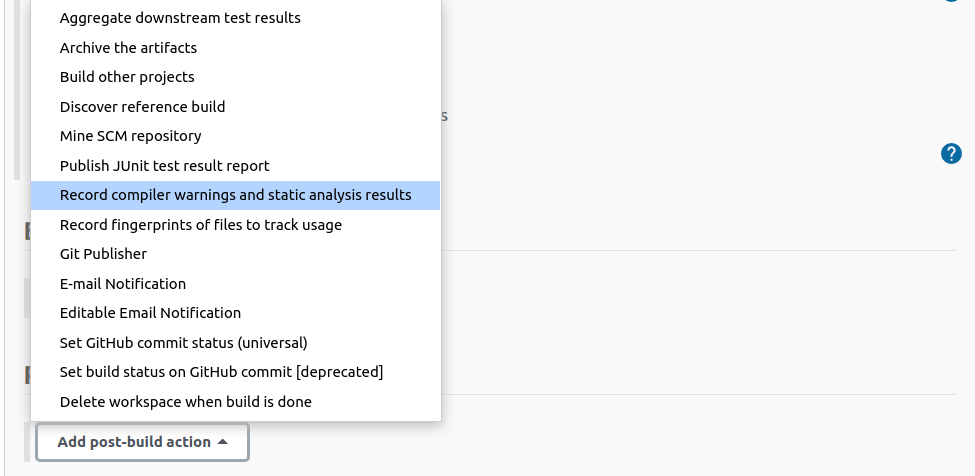 Aggregate downstream test results
Archive the artifacts
Build other projects
Discover reference build
Mine SCM repository
s
Publish JUnit test result report
?
Record compiler warnings and static analysis results
Record fingerprints of files to track usage
Git Publisher
E-mail Notification
Editable Email Notification
Set GitHub commit status (universal)
Set build status on GitHub commit [deprecated]
Delete workspace when build is done
Add post-build action